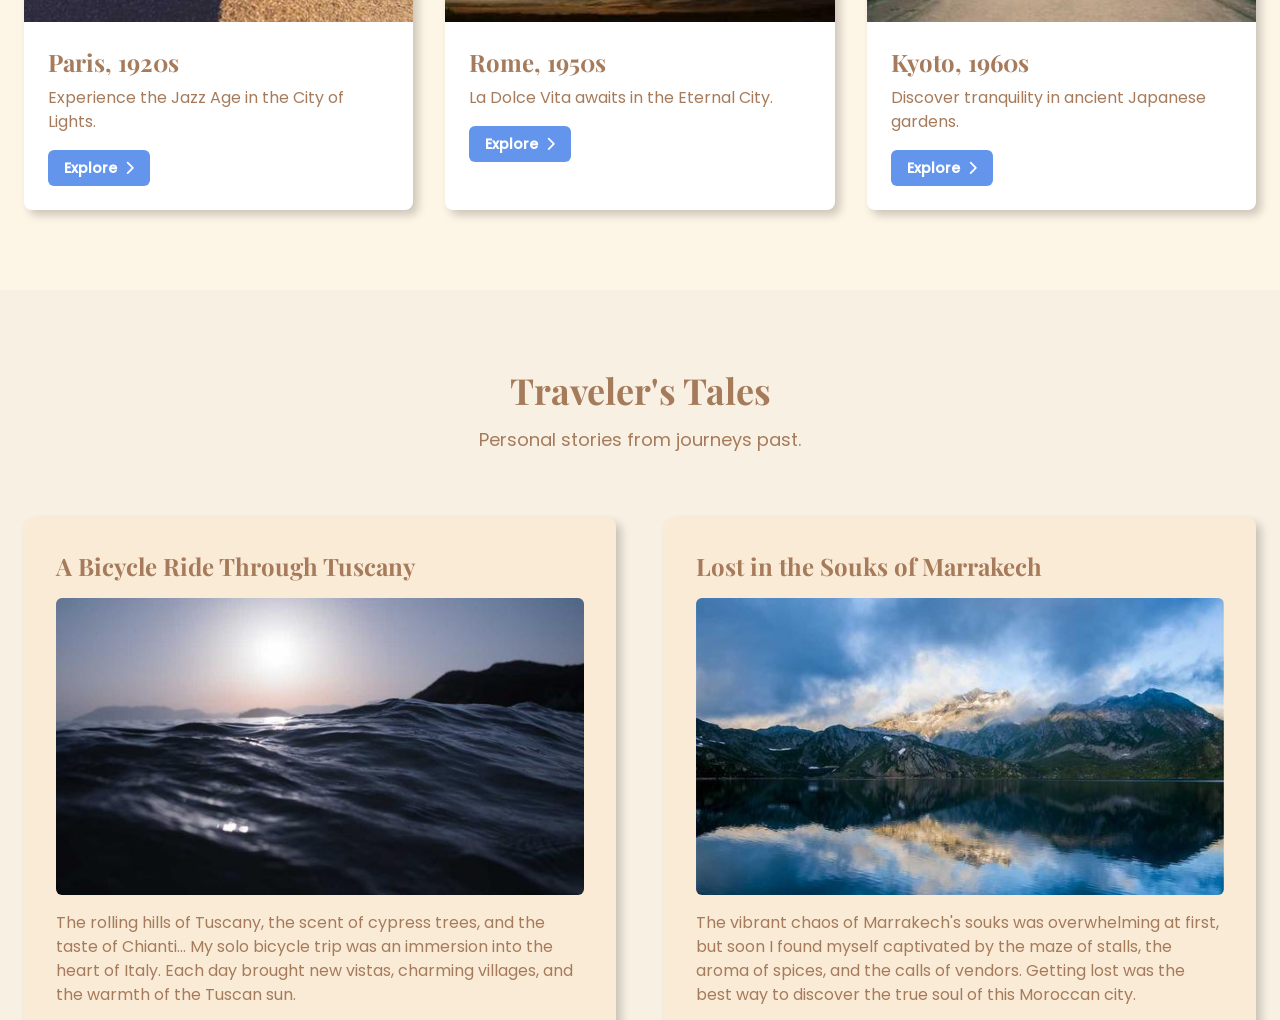 Paris, 1920s
Experience the Jazz Age in the City of
Lights.
Explore
Rome, 1950s
La Dolce Vita awaits in the Eternal City.
Explore
Kyoto, 1960s
Discover tranquility in ancient Japanese
gardens.
Explore
Traveler's Tales
Personal stories from journeys past.
A Bicycle Ride Through Tuscany
The rolling hills of Tuscany, the scent of cypress trees, and the
taste of Chianti... My solo bicycle trip was an immersion into the
heart of Italy. Each day brought new vistas, charming villages, and
the warmth of the Tuscan sun.
Lost in the Souks of Marrakech
The vibrant chaos of Marrakech's souks was overwhelming at first,
but soon I found myself captivated by the maze of stalls, the
aroma of spices, and the calls of vendors. Getting lost was the
best way to discover the true soul of this Moroccan city.